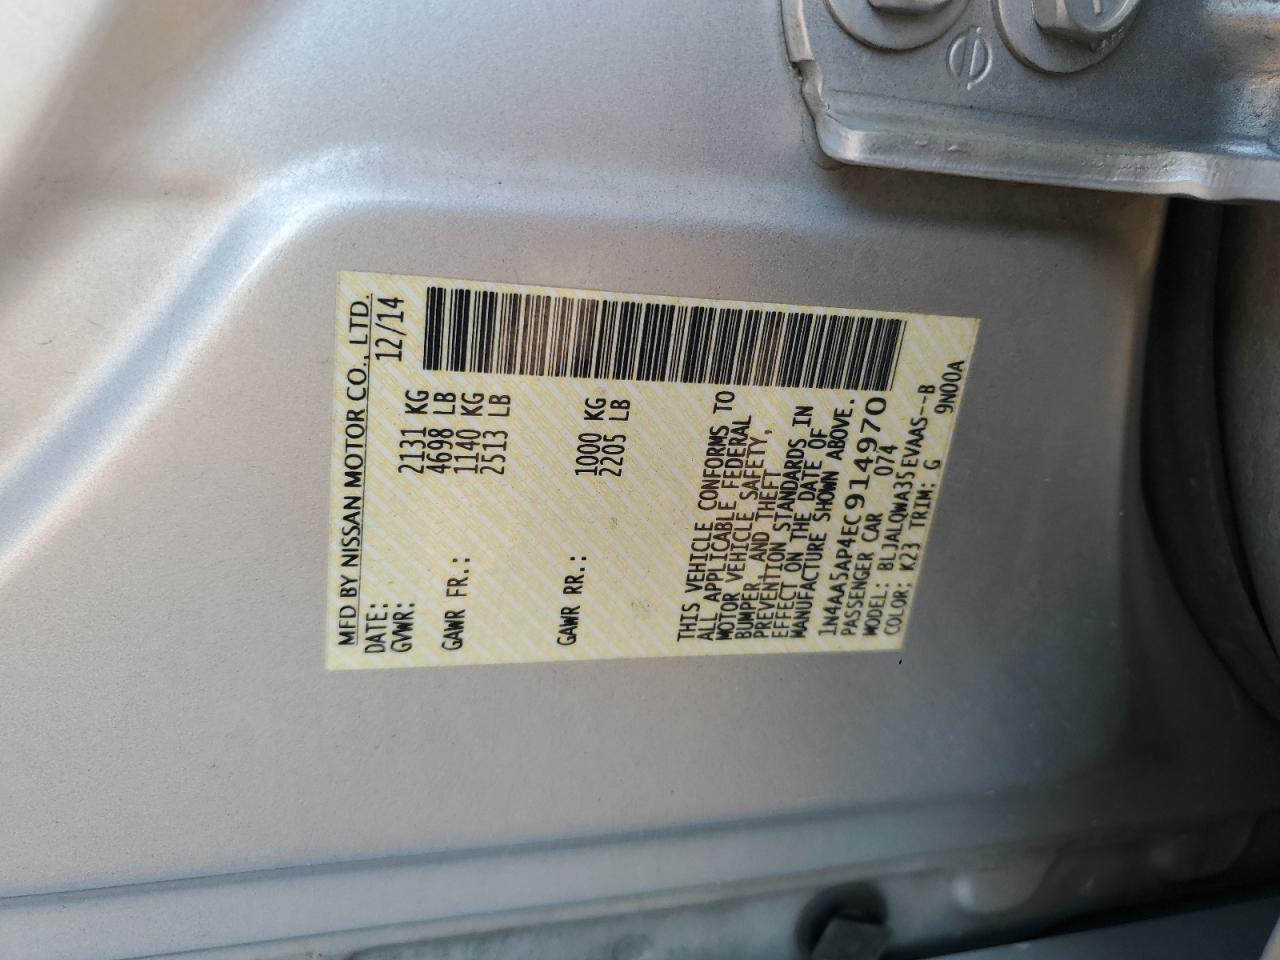 MFD BY NISSAN MOTOR CO., LTD.
DATE: 12/14
GVWR: 2131 KG
4698 LB
GAWR FR.: 1140 KG
2513 LB
GAWR RR.: 1000 KG
2205 LB
THIS VEHICLE CONFORMS TO
ALL APPLICABLE FEDERAL
MOTOR VEHICLE SAFETY,
BUMPER, AND THEFT
PREVENTION STANDARDS IN
EFFECT ON THE DATE OF
MANUFACTURE SHOWN ABOVE.
1N4AA5AP4EC914970
PASSENGER CAR 074
MODEL: BLJALQWA35EVAAS--B
COLOR: K23 TRIM: G 9N00A